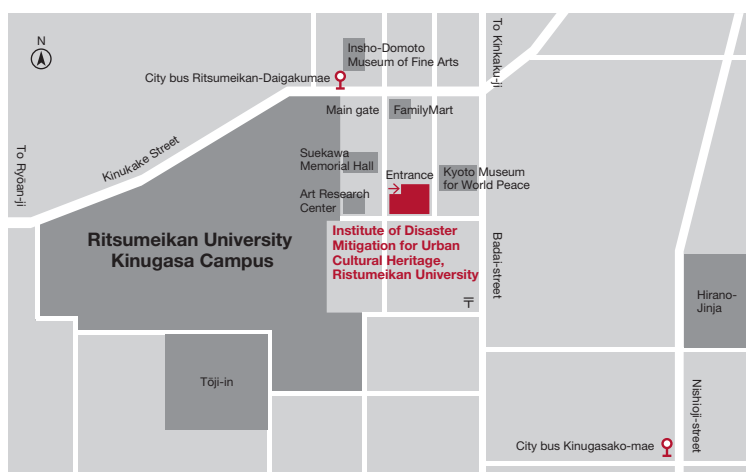 N
Insho-Domoto
Museum of Fine Arts
To Kinkaku-ji
City bus Ritsumeikan-Daigakumae
Main gate
FamilyMart
Kinukake Street
To Ryōan-ji
Suekawa
Memorial Hall
Entrance
Kyoto Museum
for World Peace
Art Research
Center
Ritsumeikan University
Kinugasa Campus
Institute of Disaster
Mitigation for Urban
Cultural Heritage,
Ristumeikan University
Badai-street
〒
Hirano-
Jinja
Tōji-in
Nishioji-street
City bus Kinugasako-mae